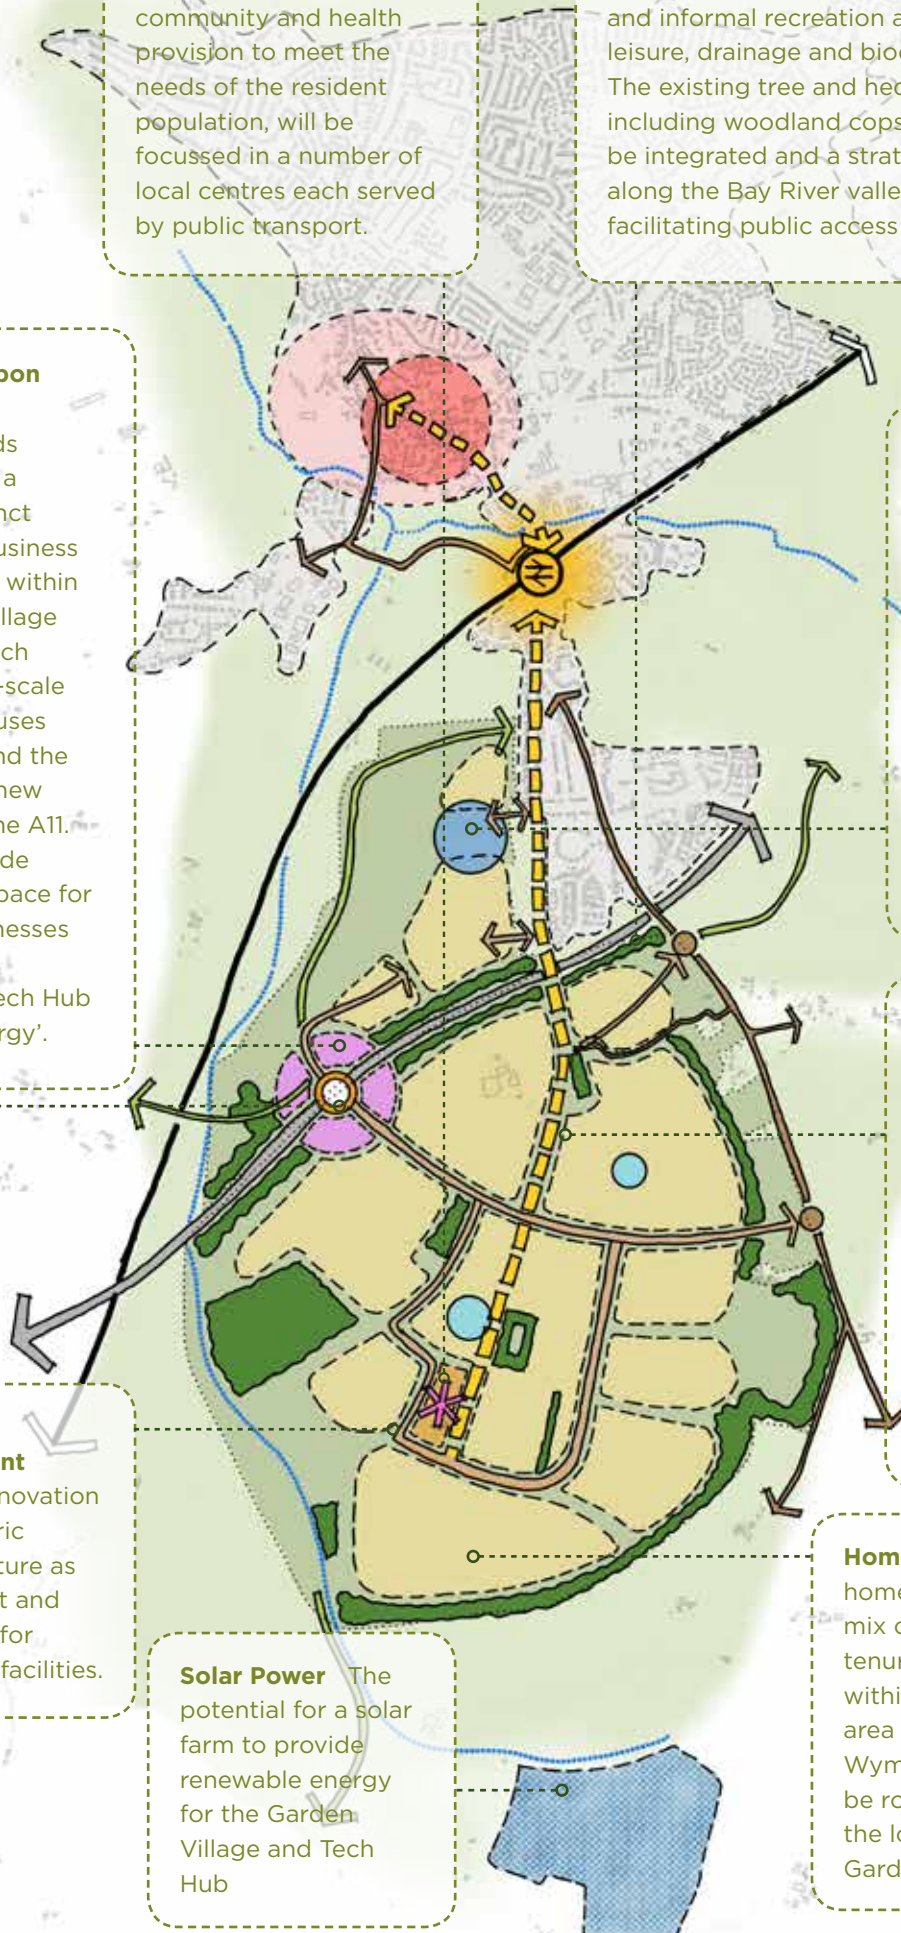 community and health
provision to meet the
needs of the resident
population, will be
focussed in a number of
local centres each served
by public transport.
and informal recreation a
leisure, drainage and bio
The existing tree and hed
including woodland cops
be integrated and a strat
along the Bay River valle
facilitating public access
bon
ds
a
nct
usiness
within
illage
ch
-scale
uses
nd the
new
ne A11.
de
pace for
nesses
Tech Hub
rgy’.
nt
novation
ric
ture as
t and
for
facilities.
Solar Power The
potential for a solar
farm to provide
renewable energy
for the Garden
Village and Tech
Hub
Hom
home
mix o
tenur
withi
area
Wym
be ro
the lo
Gard